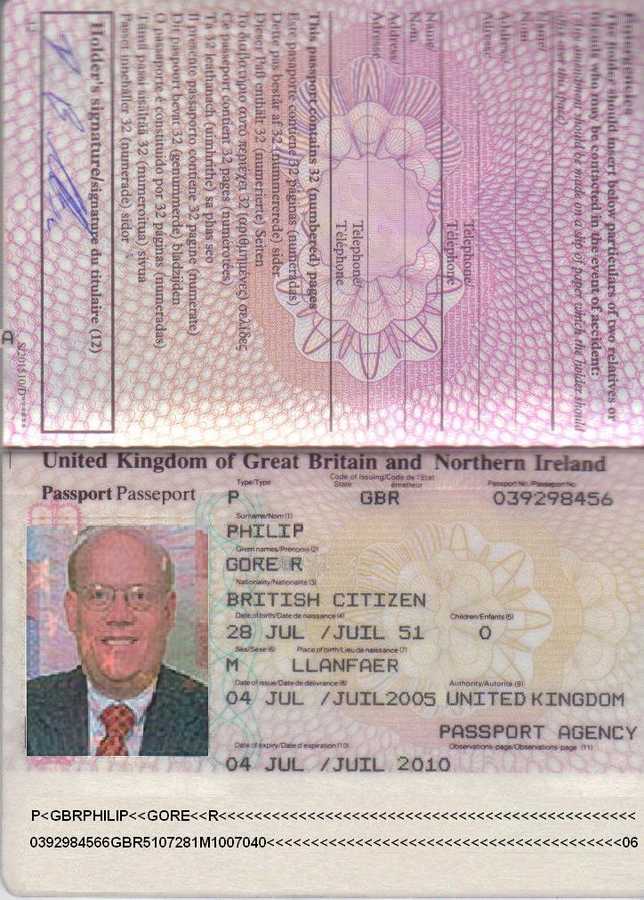 Emergencies
The holder should insert below particulars of two relatives or
friends who may be contacted in the event of accident:
(Any amendment should be made on a slip of paper which the holder should
Name/
Nom
Address/
Adresse
Telephone/
Téléphone
Name/
Nom
Address/
Adresse
Telephone/
Téléphone
This passport contains 32 (numbered) pages
Este pasaporte contiene 32 páginas (numeradas)
Dette pas består af 32 (nummererede) sider
Dieser Paß enthält 32 (numerierte) Seiten
Το διαβατήριο αυτό περιέχει 32 (αριθμημένες) σελίδες
Ce passeport contient 32 pages (numérotées)
Tá 32 leathanach (uimhrithe) sa phas seo
Il presente passaporto contiene 32 pagine (numerate)
Dit paspoort bevat 32 (genummerde) bladzijden
O passaporte é constituído por 32 páginas (numeradas)
Tämä passi sisältää 32 (numeroitua) sivua
Passet innehåller 32 (numrerade) sidor
Holder's signature/signature du titulaire (12)
A
United Kingdom of Great Britain and Northern Ireland
Passport Passeport
Type/Type
Code of Issuing/Code de l'Etat
State émetteur
Passport No./Passeport No.
P GBR 039298456
Surname/Nom (1)
PHILIP
Given names/Prénoms (2)
GORE R
Nationality/Nationalité (3)
BRITISH CITIZEN
Date of birth/Date de naissance (4) Children/Enfants (5)
28 JUL /JUIL 51 0
Sex/Sexe (6) Place of birth/Lieu de naissance (7)
M LLANFAER
Date of issue/Date de délivrance (8) Authority/Autorité (9)
04 JUL /JUIL2005 UNITED KINGDOM
PASSPORT AGENCY
Date of expiry/Date d'expiration (10) Observations-page/Observations-page (11)
04 JUL /JUIL 2010
P<GBRPHILIP<<GORE<<R<<<<<<<<<<<<<<<<<<<<<<<<<<<<<<<<<<<<<<<<<<<<
0392984566GBR5107281M1007040<<<<<<<<<<<<<<<<<<<<<<<<<<<<<<<<<<<<<<06